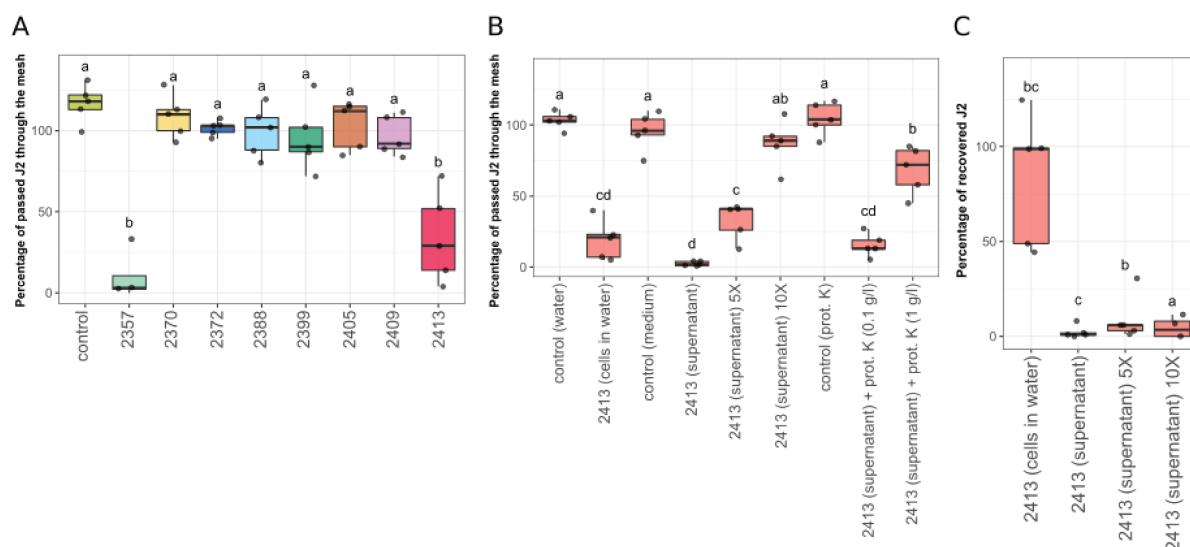 A
Percentage of passed J2 through the mesh
100
50
0
a
b
a
a
a
a
a
a
b
control
2357
2370
2372
2388
2399
2405
2409
2413
B
Percentage of passed J2 through the mesh
150
100
50
0
a
cd
a
d
c
ab
a
cd
b
control (water)
2413 (cells in water)
control (medium)
2413 (supernatant)
2413 (supernatant) 5X
2413 (supernatant) 10X
control (prot. K)
2413 (supernatant) + prot. K (0.1 g/l)
2413 (supernatant) + prot. K (1 g/l)
C
Percentage of recovered J2
100
50
0
bc
c
b
a
2413 (cells in water)
2413 (supernatant)
2413 (supernatant) 5X
2413 (supernatant) 10X